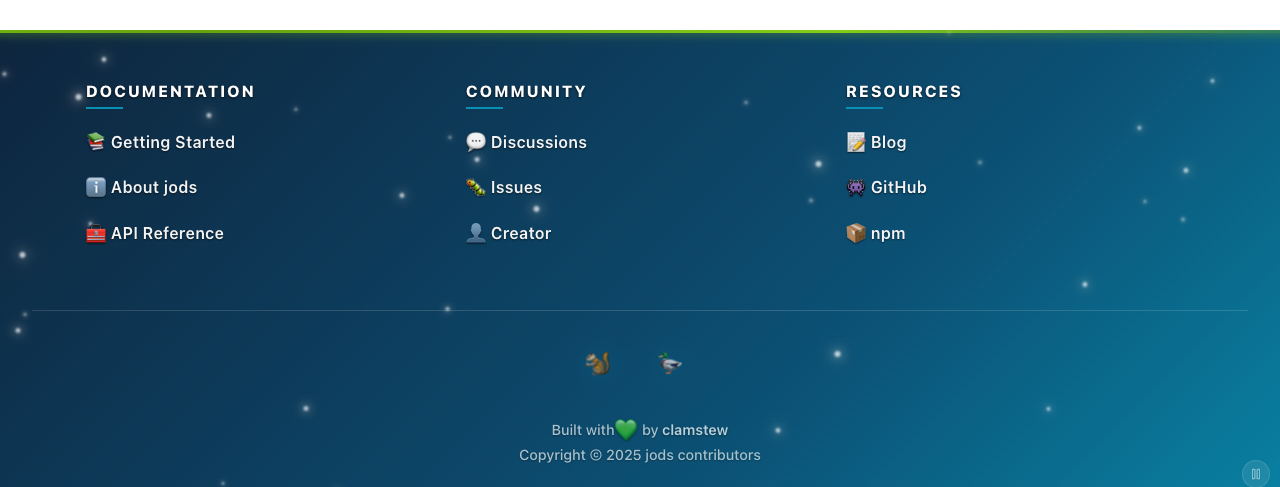 DOCUMENTATION
Getting Started
About jods
API Reference
COMMUNITY
Discussions
Issues
Creator
RESOURCES
Blog
GitHub
npm
Built with💚 by clamstew
Copyright © 2025 jods contributors